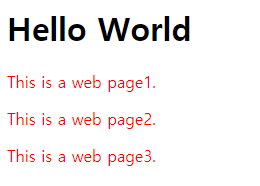 Hello World
This is a web page1.
This is a web page2.
This is a web page3.